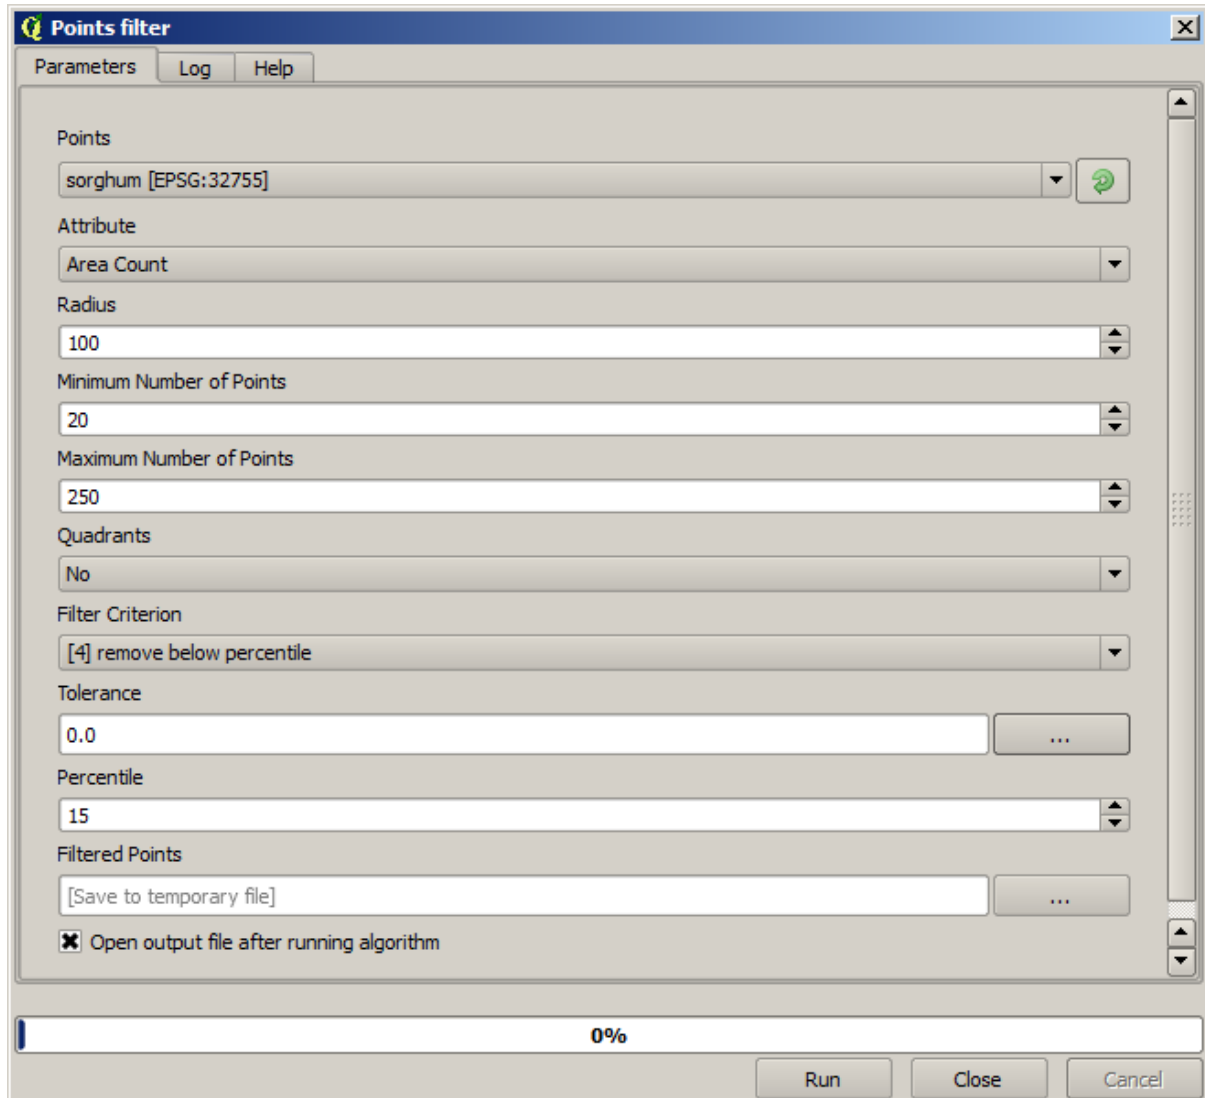 Points filter
Parameters Log Help
Points
sorghum [EPSG:32755]
Attribute
Area Count
Radius
100
Minimum Number of Points
20
Maximum Number of Points
250
Quadrants
No
Filter Criterion
[4] remove below percentile
Tolerance
0.0
...
Percentile
15
Filtered Points
[Save to temporary file]
...
Open output file after running algorithm
0%
Run Close Cancel